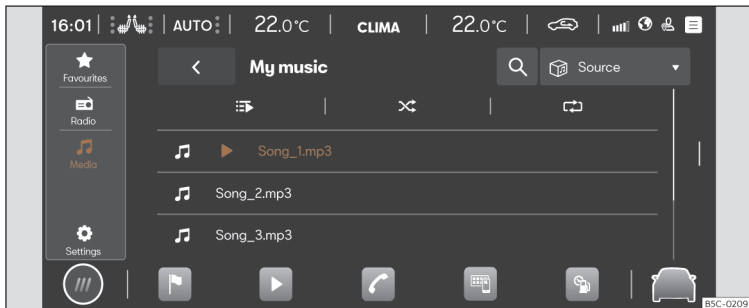 16:01 AUTO 22.0°C CLIMA 22.0°C
Favourites
My music
Source
Radio
Media
Song_1.mp3
Song_2.mp3
Song_3.mp3
Settings
B5C-0209